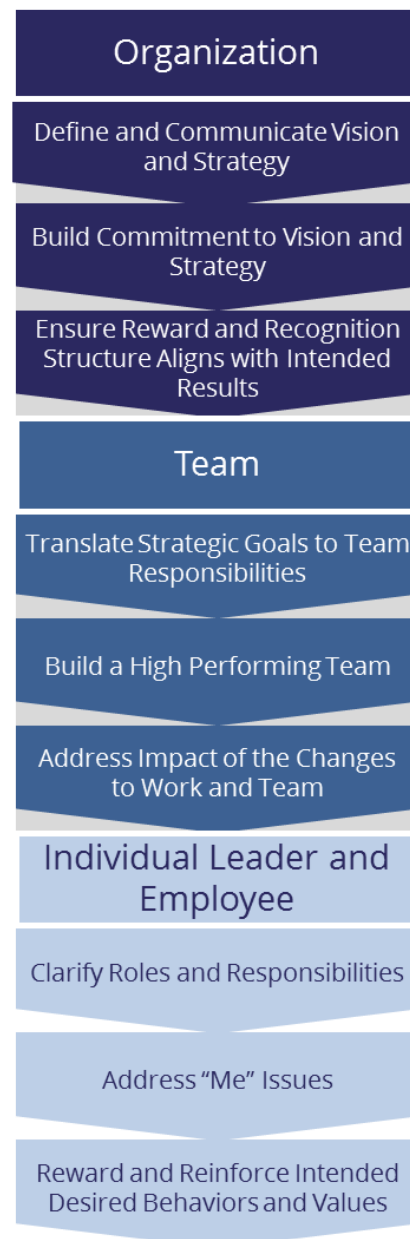 Organization
Define and Communicate Vision
and Strategy
Build Commitment to Vision and
Strategy
Ensure Reward and Recognition
Structure Aligns with Intended
Results
Team
Translate Strategic Goals to Team
Responsibilities
Build a High Performing Team
Address Impact of the Changes
to Work and Team
Individual Leader and
Employee
Clarify Roles and Responsibilities
Address “Me” Issues
Reward and Reinforce Intended
Desired Behaviors and Values